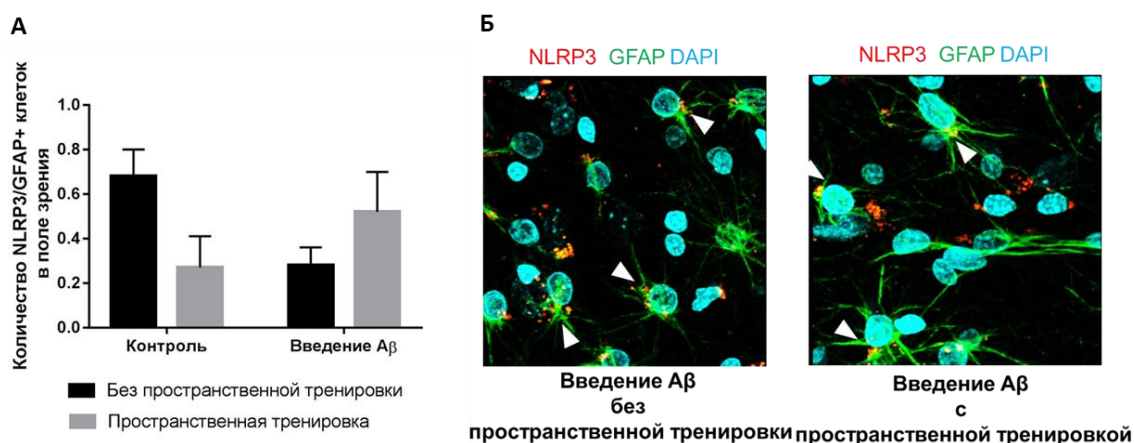 А
Количество NLRP3/GFAP+ клеток
в поле зрения
1.0
0.8
0.6
0.4
0.2
0.0
Контроль
Введение Aβ
Без пространственной тренировки
Пространственная тренировка
Б
NLRP3 GFAP DAPI
NLRP3 GFAP DAPI
Введение Aβ
без
пространственной тренировки
Введение Aβ
с
пространственной тренировкой